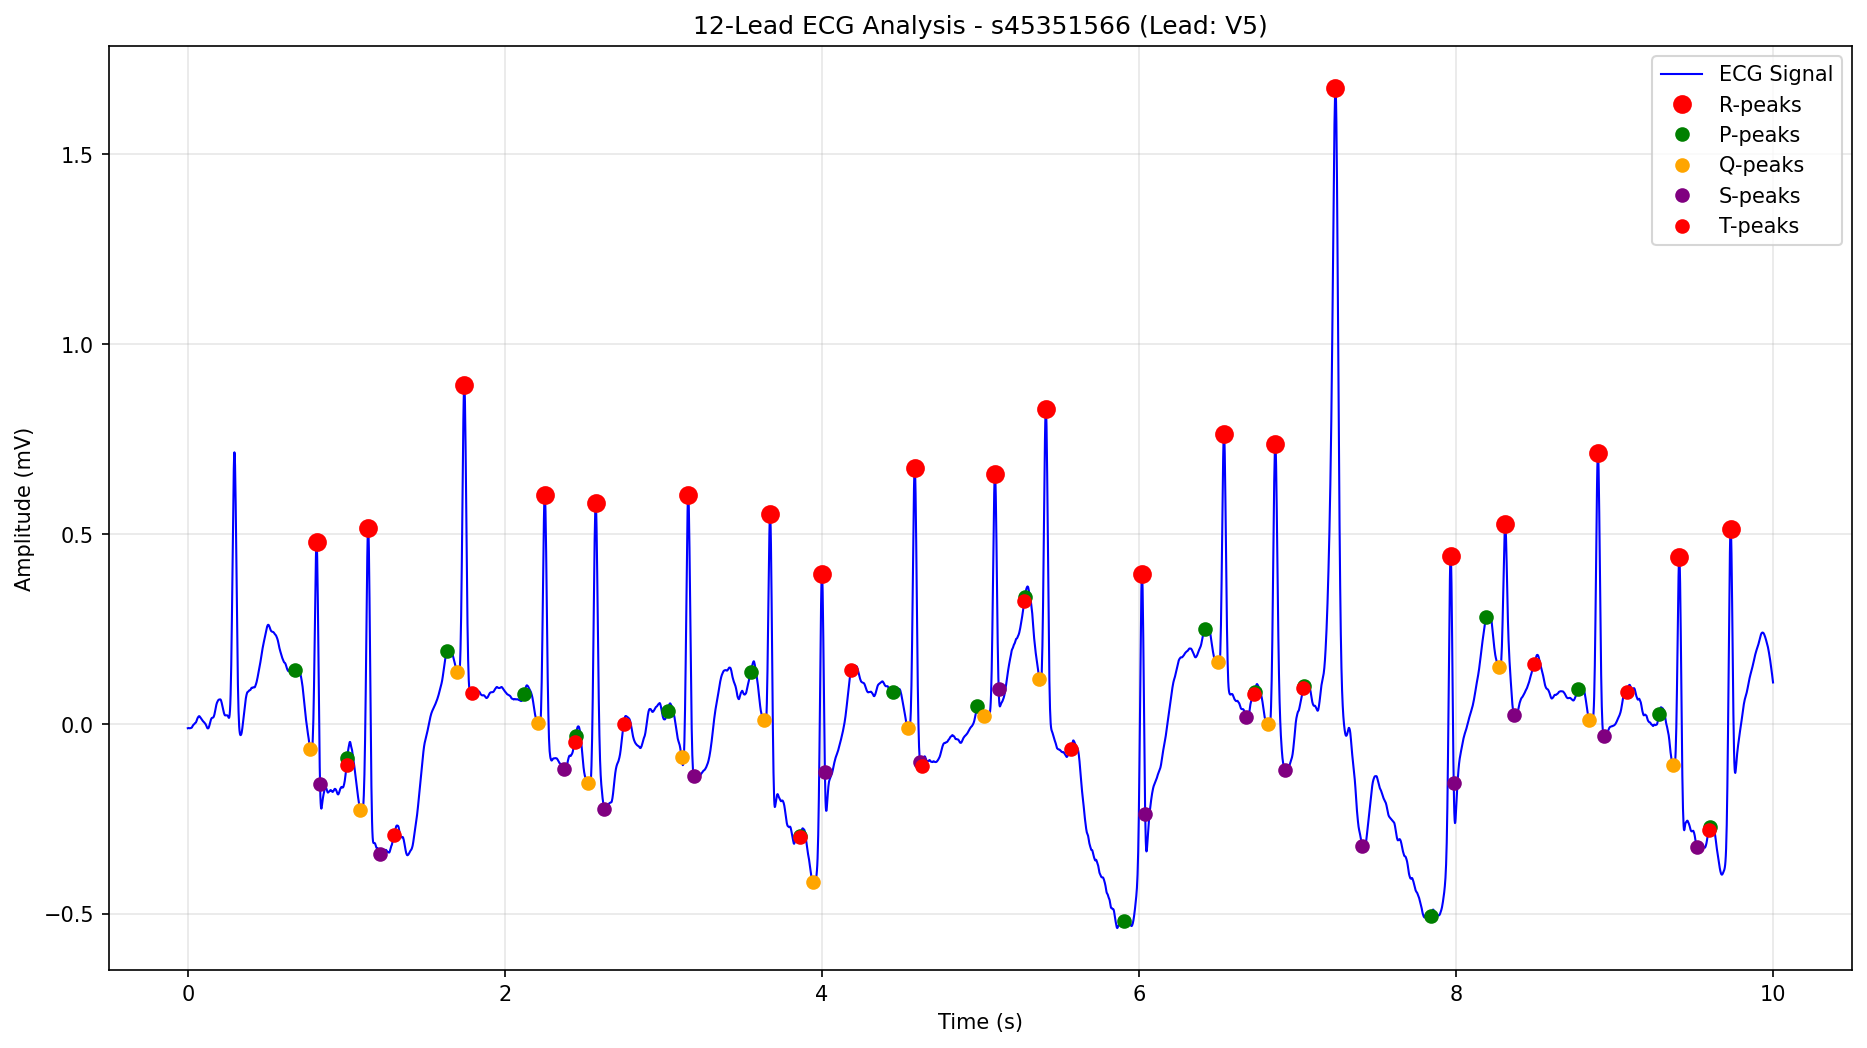 12-Lead ECG Analysis - s45351566 (Lead: V5)
ECG Signal
R-peaks
P-peaks
Q-peaks
S-peaks
T-peaks
Amplitude (mV)
1.5
1.0
0.5
0.0
−0.5
0 2 4 6 8 10
Time (s)